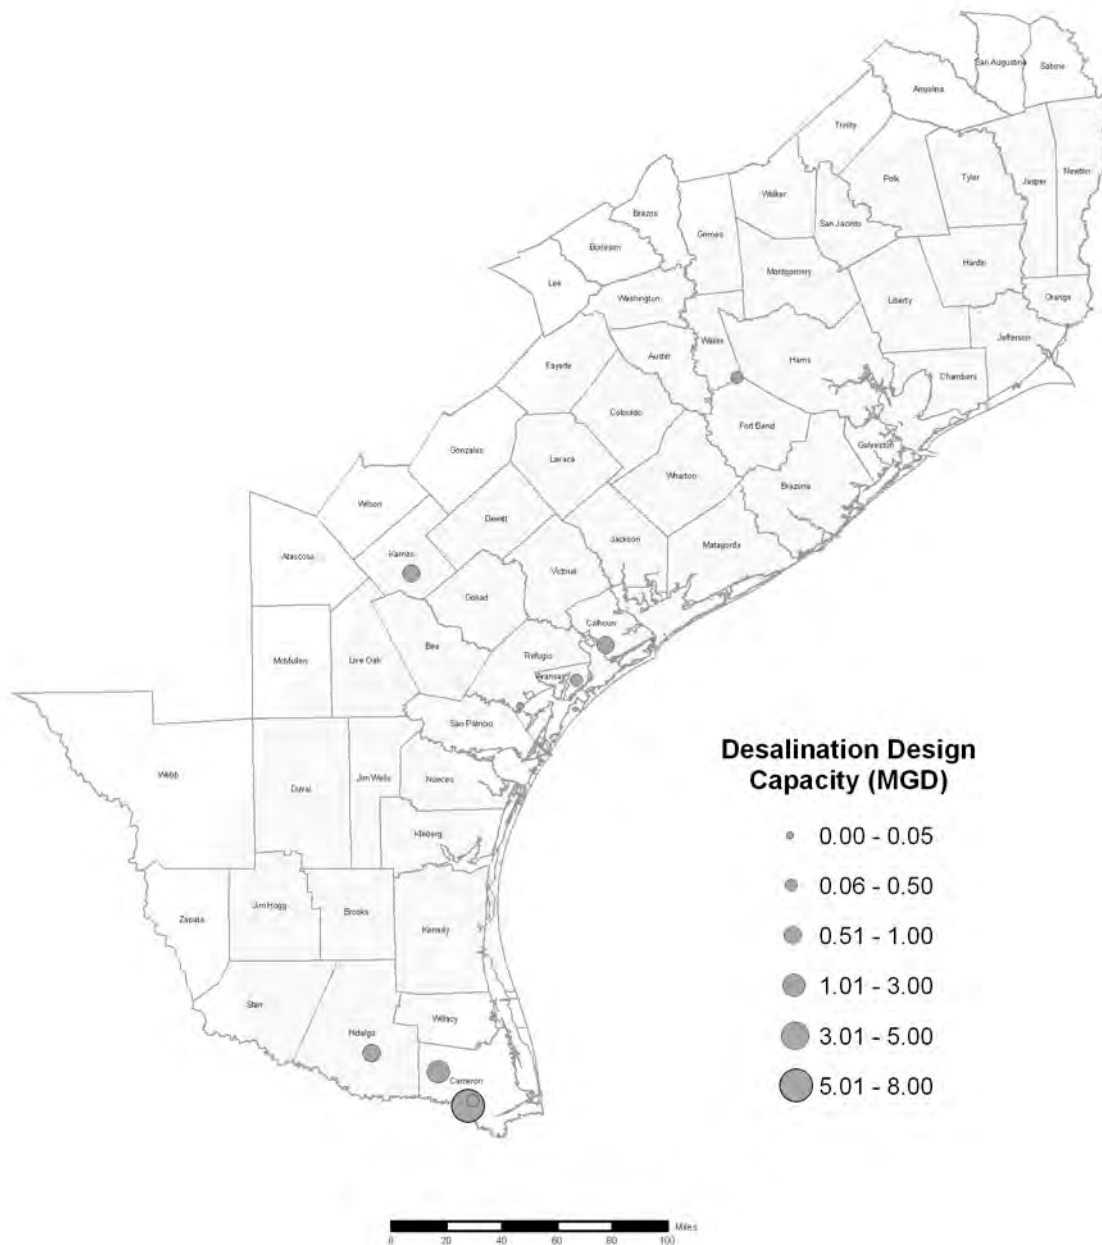 San Augustine
Sabine
Angelina
Trinity
Polk
Tyler
Jasper
Newton
Walker
San Jacinto
Brazos
Grimes
Burleson
Montgomery
Hardin
Lee
Washington
Liberty
Orange
Waller
Austin
Harris
Jefferson
Fayette
Chambers
Colorado
Fort Bend
Galveston
Gonzales
Lavaca
Wharton
Brazoria
Wilson
Dewitt
Jackson
Matagorda
Atascosa
Karnes
Victoria
Goliad
Calhoun
Bee
Refugio
McMullen
Live Oak
Aransas
San Patricio
Webb
Duval
Jim Wells
Nueces
Kleberg
Zapata
Jim Hogg
Brooks
Kenedy
Starr
Willacy
Hidalgo
Cameron
Desalination Design
Capacity (MGD)
0.00 - 0.05
0.06 - 0.50
0.51 - 1.00
1.01 - 3.00
3.01 - 5.00
5.01 - 8.00
Miles
0 20 40 60 80 100